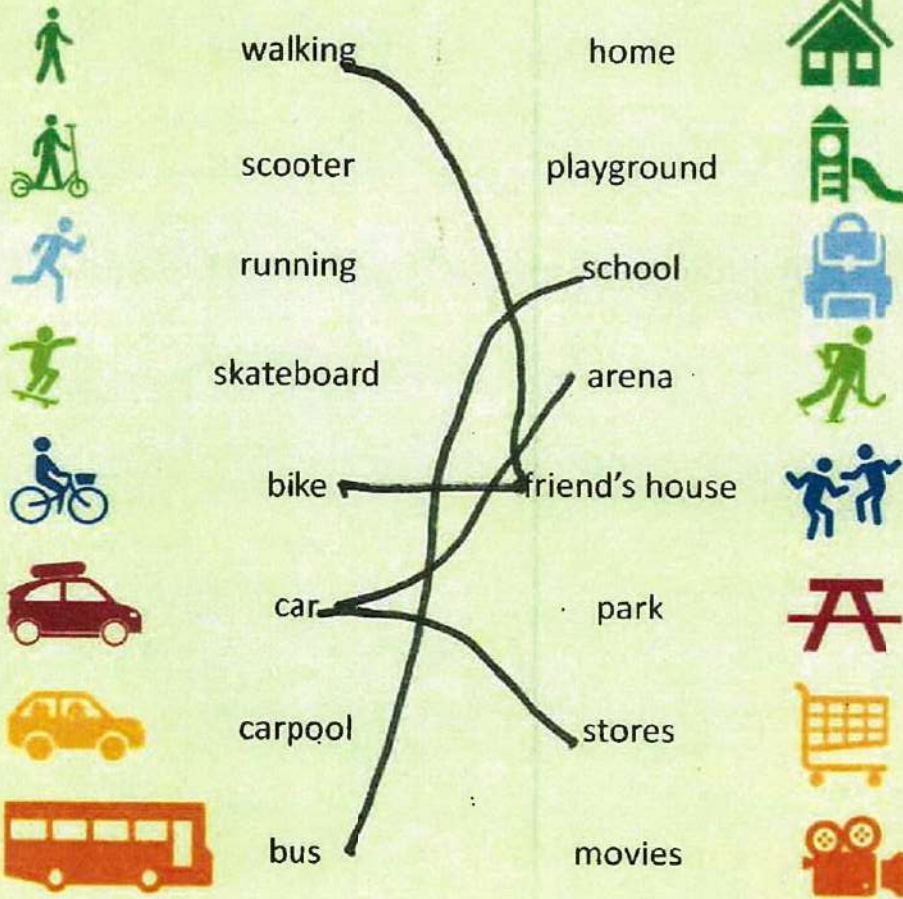 walking home
scooter playground
running school
skateboard arena
bike friend's house
car park
carpool stores
bus movies